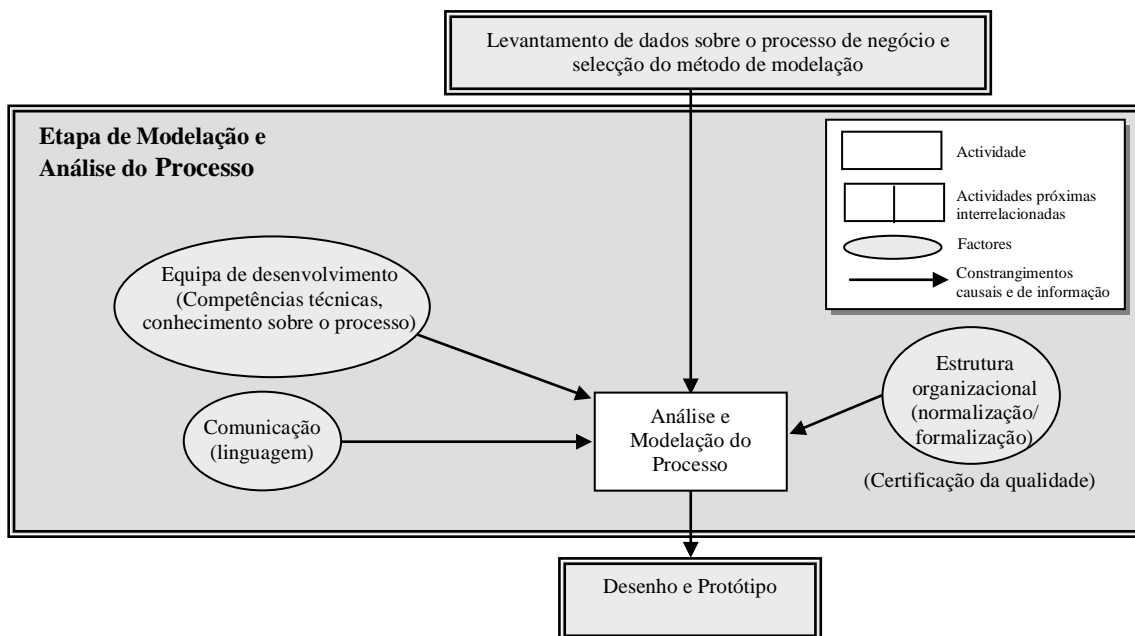 Levantamento de dados sobre o processo de negócio e
selecção do método de modelação
Etapa de Modelação e
Análise do Processo
Actividade
Actividades próximas
interrelacionadas
Factores
Constrangimentos
causais e de informação
Equipa de desenvolvimento
(Competências técnicas,
conhecimento sobre o processo)
Comunicação
(linguagem)
Análise e
Modelação do
Processo
Estrutura
organizacional
(normalização/
formalização)
(Certificação da qualidade)
Desenho e Protótipo